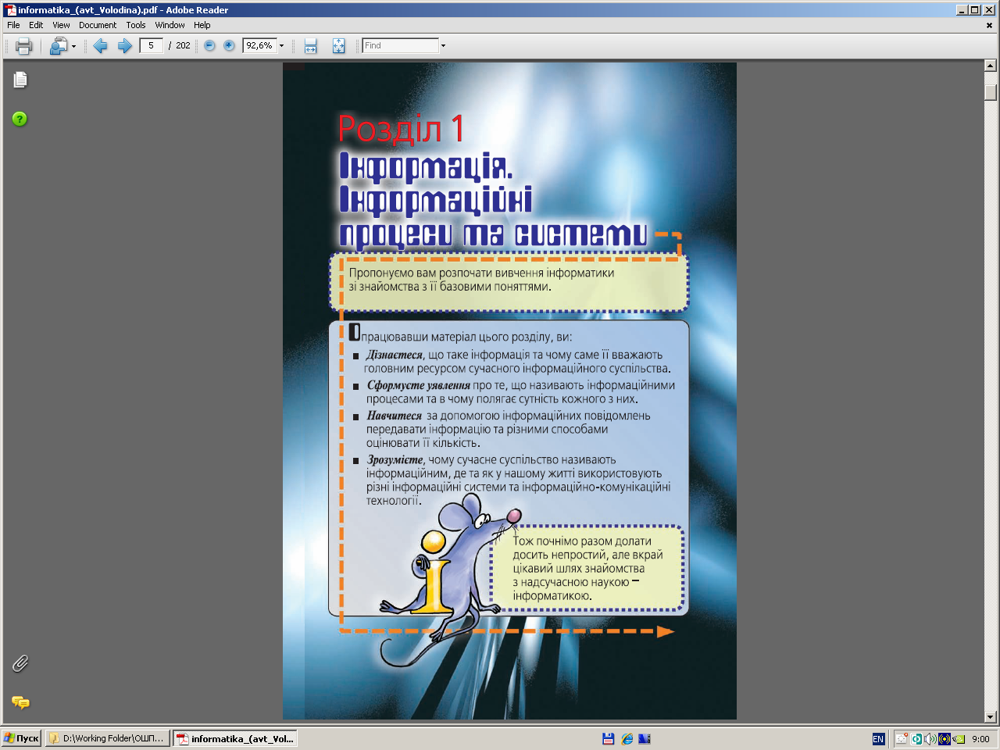 informatika_(avt_Volodina).pdf - Adobe Reader
File Edit View Document Tools Window Help
5 / 202 92,6% Find
Розділ 1
Інформація.
Інформаційні
процеси та системи
Пропонуємо вам розпочати вивчення інформатики
зі знайомства з її базовими поняттями.
Опрацювавши матеріал цього розділу, ви:
■ Дізнаєтеся, що таке інформація та чому саме її вважають
головним ресурсом сучасного інформаційного суспільства.
■ Сформуєте уявлення про те, що називають інформаційними
процесами та в чому полягає сутність кожного з них.
■ Навчитеся за допомогою інформаційних повідомлень
передавати інформацію та різними способами
оцінювати її кількість.
■ Зрозумієте, чому сучасне суспільство називають
інформаційним, де та як у нашому житті використовують
різні інформаційні системи та інформаційно-комунікаційні
технології.
i
Тож почнімо разом долати
досить непростий, але вкрай
цікавий шлях знайомства
з надсучасною наукою –
інформатикою.
Пуск D:\Working Folder\ОШП... informatika_(avt_Vol... EN 9:00